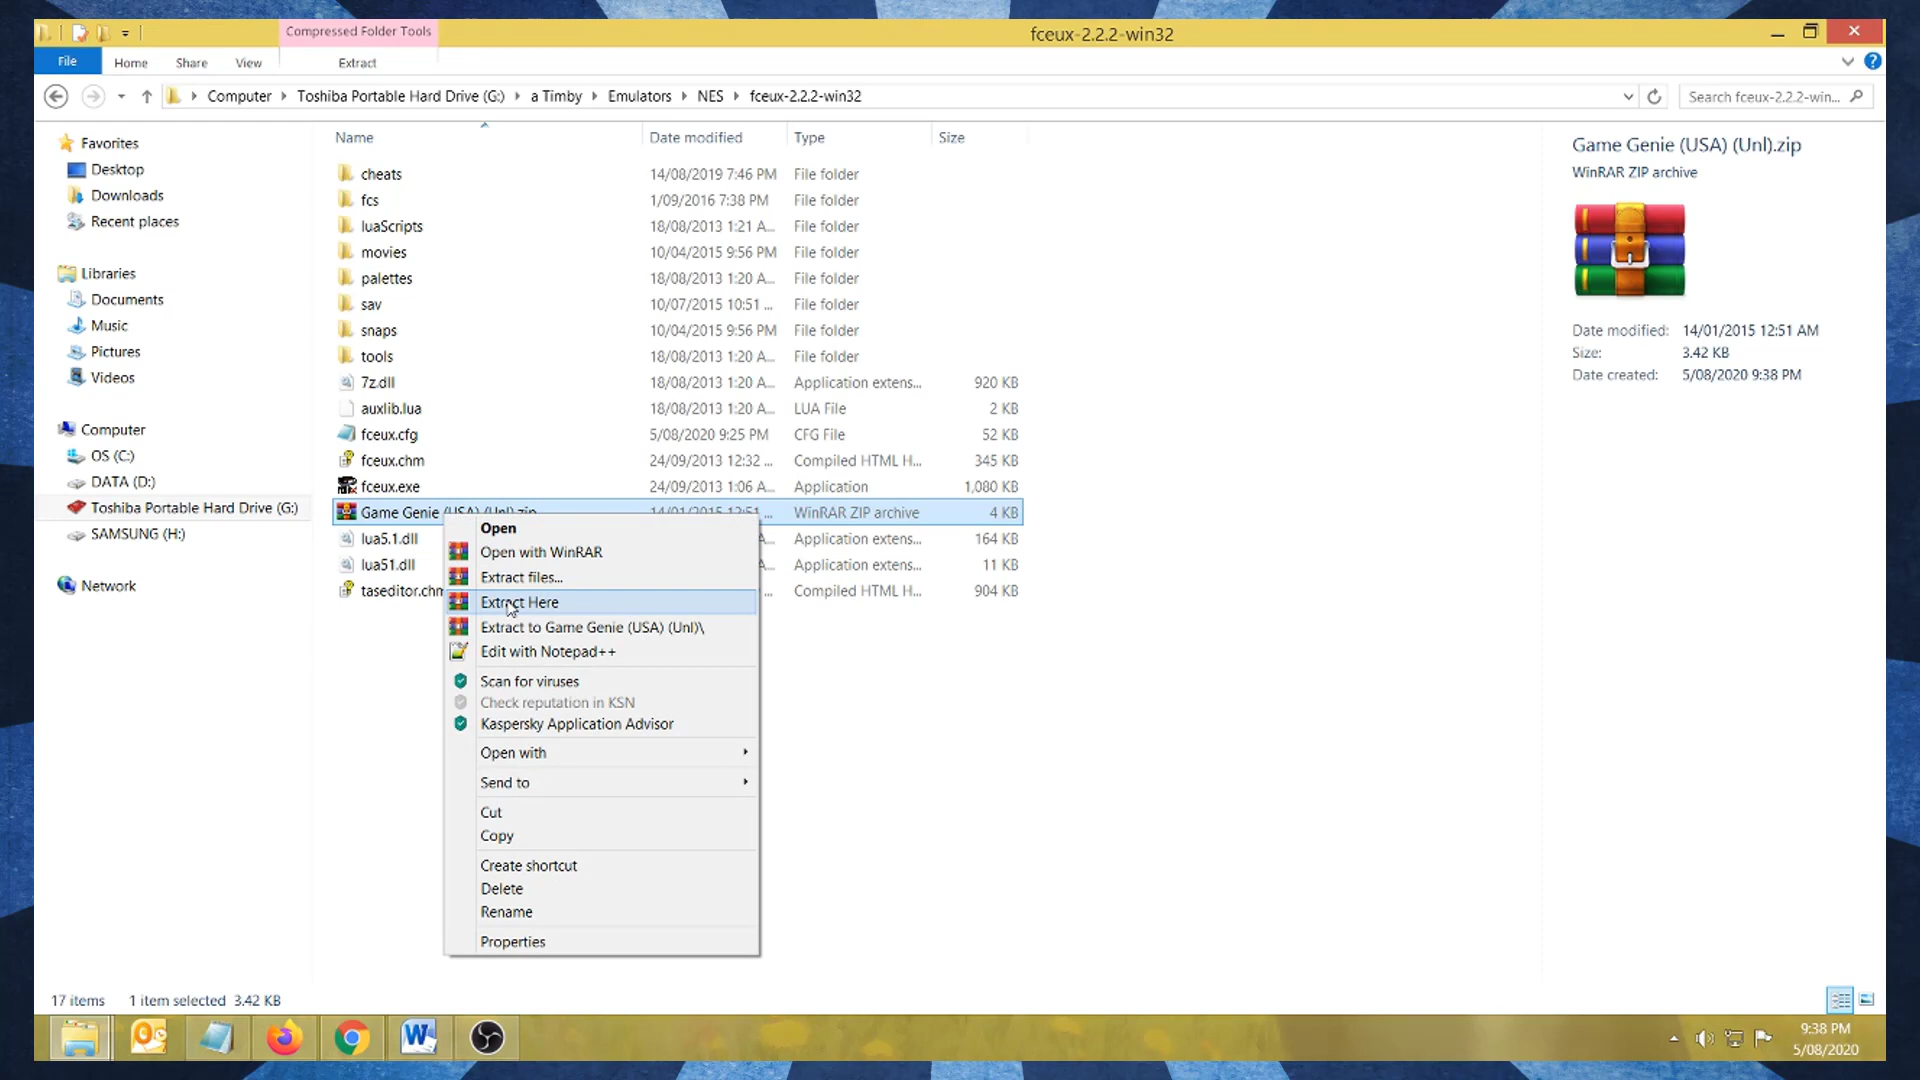 Compressed Folder Tools
fceux-2.2.2-win32
File
Home
Share
View
Extract
Computer
Toshiba Portable Hard Drive (G:)
a Timby
Emulators
NES
fceux-2.2.2-win32
Search fceux-2.2.2-win...
Favorites
Desktop
Downloads
Recent places
Libraries
Documents
Music
Pictures
Videos
Computer
OS (C:)
DATA (D:)
Toshiba Portable Hard Drive (G:)
SAMSUNG (H:)
Network
Name Date modified Type Size
cheats 14/08/2019 7:46 PM File folder
fcs 1/09/2016 7:38 PM File folder
luaScripts 18/08/2013 1:21 A... File folder
movies 10/04/2015 9:56 PM File folder
palettes 18/08/2013 1:20 A... File folder
sav 10/07/2015 10:51 ... File folder
snaps 10/04/2015 9:56 PM File folder
tools 18/08/2013 1:20 A... File folder
7z.dll 18/08/2013 1:20 A... Application extens... 920 KB
auxlib.lua 18/08/2013 1:20 A... LUA File 2 KB
fceux.cfg 5/08/2020 9:25 PM CFG File 52 KB
fceux.chm 24/09/2013 12:32 ... Compiled HTML H... 345 KB
fceux.exe 24/09/2013 1:06 A... Application 1,080 KB
Game Genie (USA) (Unl).zip 14/01/2015 12:51 ... WinRAR ZIP archive 4 KB
lua5.1.dll A... Application extens... 164 KB
lua51.dll A... Application extens... 11 KB
taseditor.chm ... Compiled HTML H... 904 KB
Open
Open with WinRAR
Extract files...
Extract Here
Extract to Game Genie (USA) (Unl)\
Edit with Notepad++
Scan for viruses
Check reputation in KSN
Kaspersky Application Advisor
Open with
Send to
Cut
Copy
Create shortcut
Delete
Rename
Properties
Game Genie (USA) (Unl).zip
WinRAR ZIP archive
Date modified: 14/01/2015 12:51 AM
Size: 3.42 KB
Date created: 5/08/2020 9:38 PM
17 items 1 item selected 3.42 KB
9:38 PM
5/08/2020